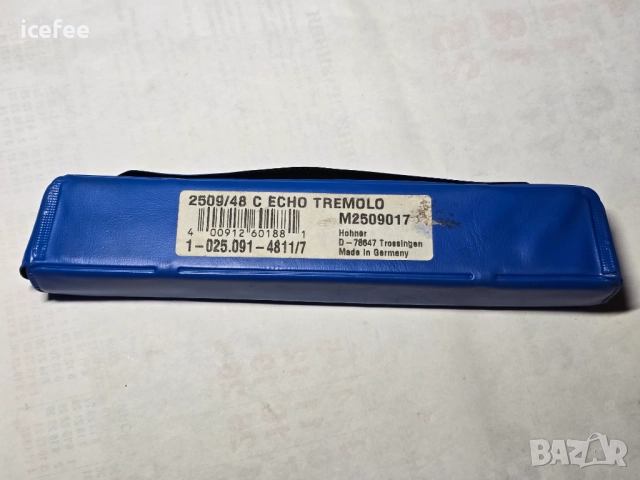 icefee
2509/48 C ECHO TREMOLO
M2509017
4 00912 60188 1
Hohner
D-78647 Trossingen
Made in Germany
1-025.091-4811/7
BAZAR